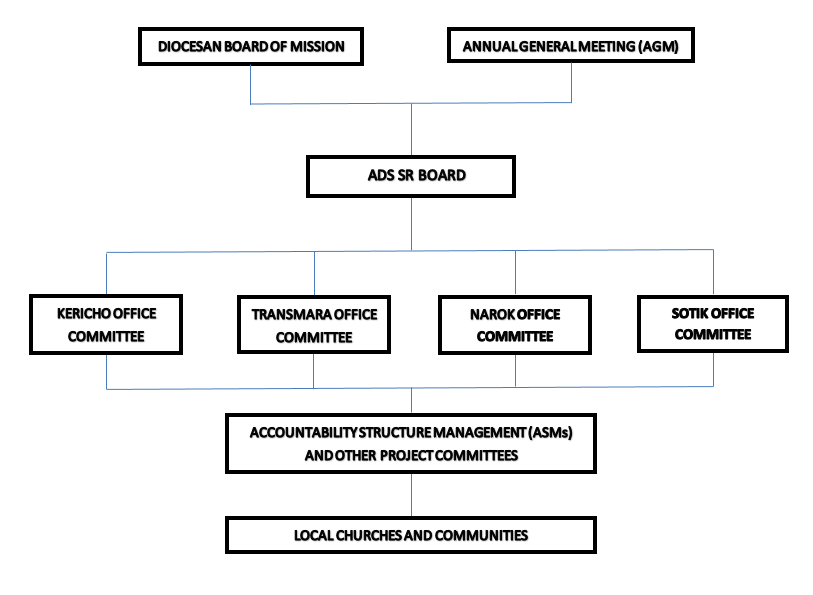 DIOCESAN BOARD OF MISSION
ANNUAL GENERAL MEETING (AGM)
ADS SR BOARD
KERICHO OFFICE
COMMITTEE
TRANSMARA OFFICE
COMMITTEE
NAROK OFFICE
COMMITTEE
SOTIK OFFICE
COMMITTEE
ACCOUNTABILITY STRUCTURE MANAGEMENT (ASMs)
AND OTHER PROJECT COMMITTEES
LOCAL CHURCHES AND COMMUNITIES